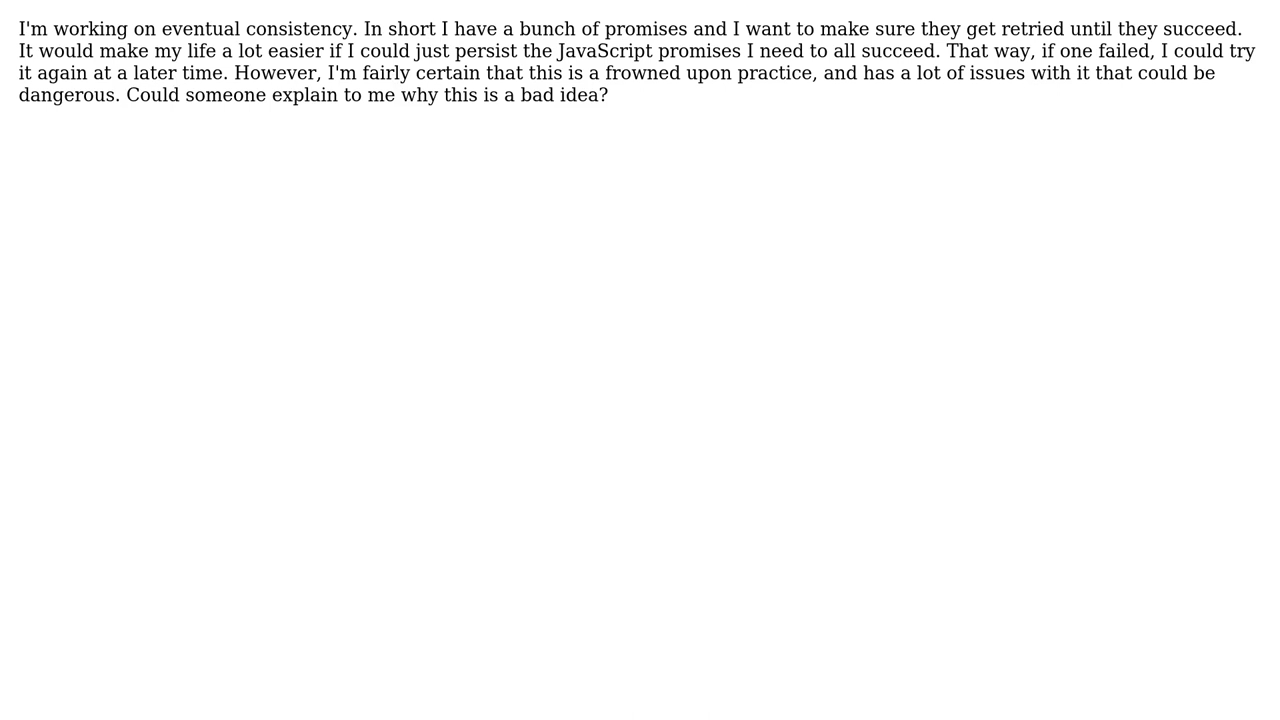 I'm working on eventual consistency. In short I have a bunch of promises and I want to make sure they get retried until they succeed.
It would make my life a lot easier if I could just persist the JavaScript promises I need to all succeed. That way, if one failed, I could try
it again at a later time. However, I'm fairly certain that this is a frowned upon practice, and has a lot of issues with it that could be
dangerous. Could someone explain to me why this is a bad idea?